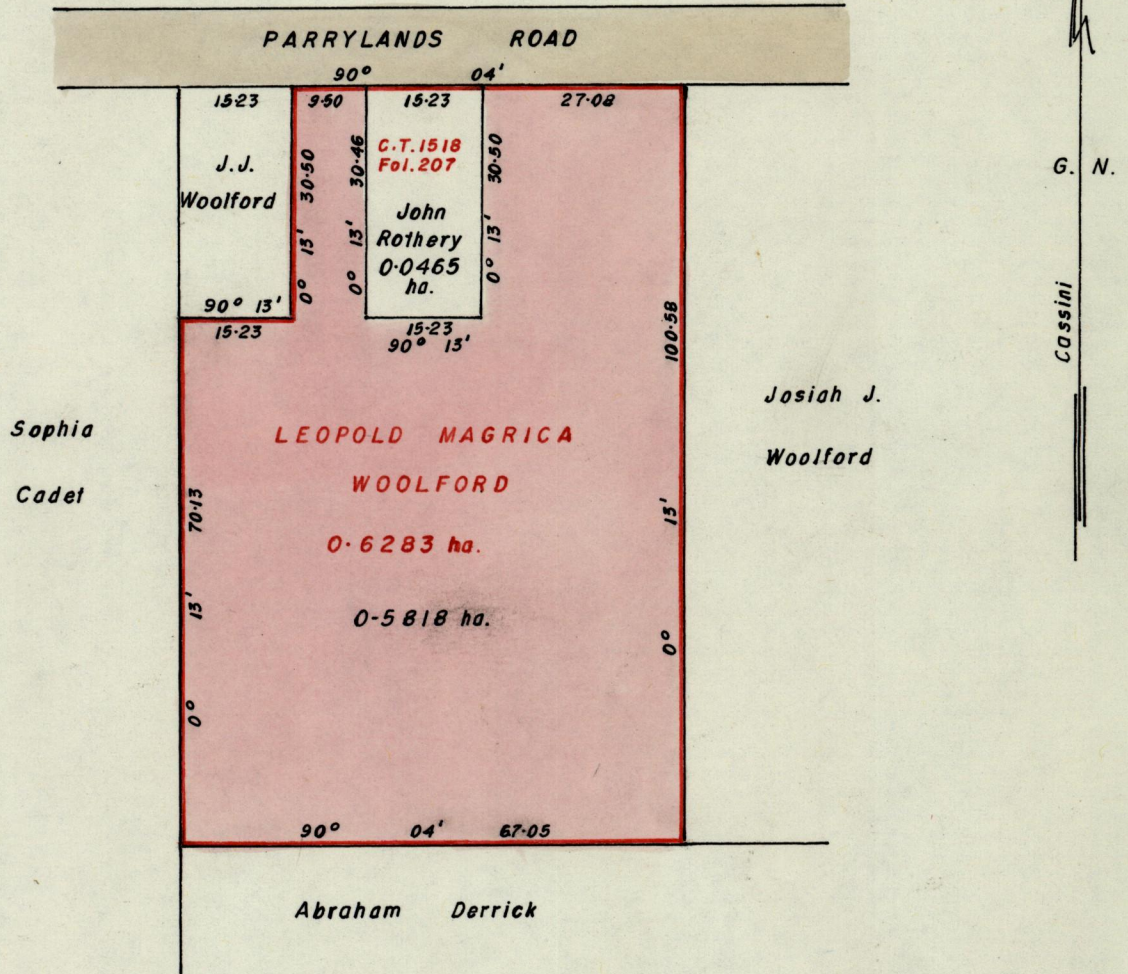 PARRYLANDS ROAD
90° 04'
15·23
9·50
15·23
27·08
J.J.
Woolford
0° 13' 30·50
0° 13' 30·46
C.T.1518
Fol.207
John
Rothery
0·0465
ha.
0° 13' 30·50
90° 13'
15·23
15·23
90° 13'
G. N.
Cassini
0° 13' 100·58
Josiah J.
Woolford
Sophia
Cadet
0° 13' 70·13
LEOPOLD MAGRICA
WOOLFORD
0·6283 ha.
0-5818 ha.
90° 04' 67·05
Abraham Derrick